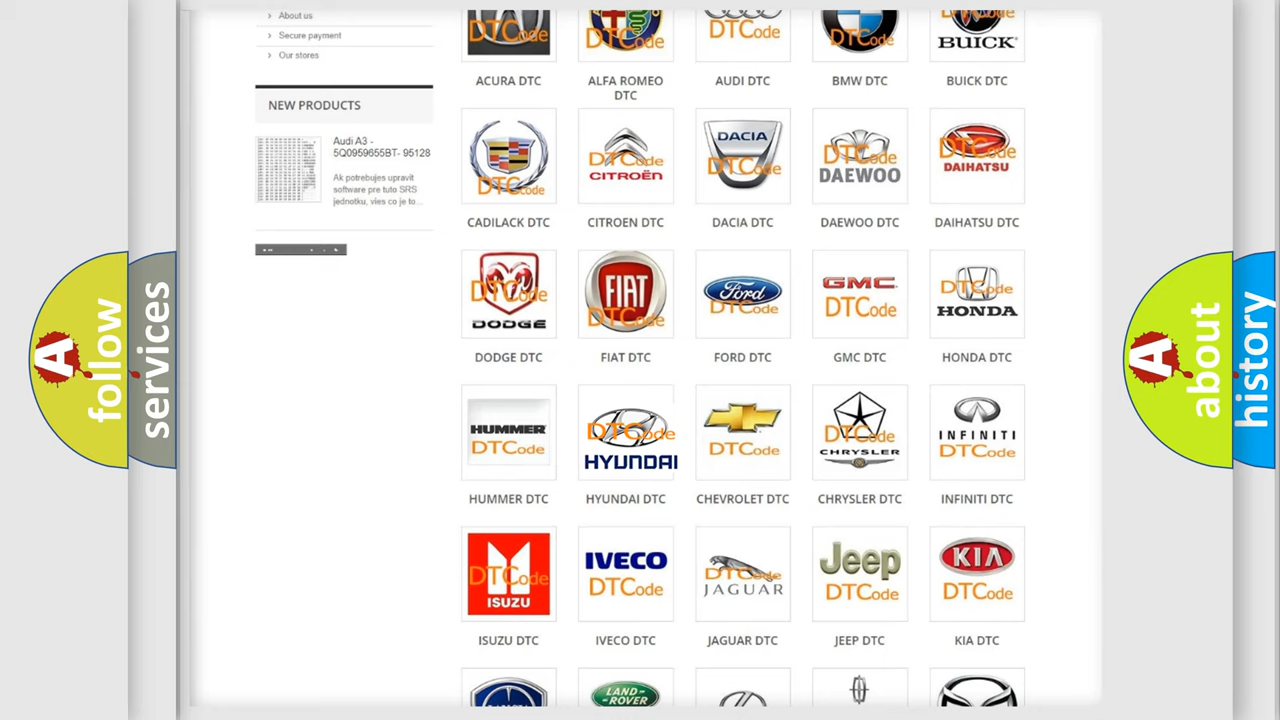 About us
Secure payment
Our stores
NEW PRODUCTS
Audi A3 -
5Q0959655BT- 95128
Ak potrebujes upravit
software pre tuto SRS
jednotku, vies co je to...
DTCode DTCode DTCode DTCode BUICK
ACURA DTC
ALFA ROMEO
DTC
AUDI DTC
BMW DTC
BUICK DTC
DTCode
DTCode
CITROËN
DACIA
DTCode
DTCode
DAEWOO
DTCode
DAIHATSU
CADILACK DTC
CITROEN DTC
DACIA DTC
DAEWOO DTC
DAIHATSU DTC
DTCode
DODGE
FIAT
DTCode
Ford
DTCode
GMC
DTCode
DTCode
HONDA
DODGE DTC
FIAT DTC
FORD DTC
GMC DTC
HONDA DTC
HUMMER
DTCode
DTCode
HYUNDAI
DTCode
DTCode
CHRYSLER
INFINITI
DTCode
HUMMER DTC
HYUNDAI DTC
CHEVROLET DTC
CHRYSLER DTC
INFINITI DTC
DTCode
ISUZU
IVECO
DTCode
DTCode
JAGUAR
Jeep
DTCode
KIA
DTCode
ISUZU DTC
IVECO DTC
JAGUAR DTC
JEEP DTC
KIA DTC
LAND-
ROVER
A
follow
services
A
about
history